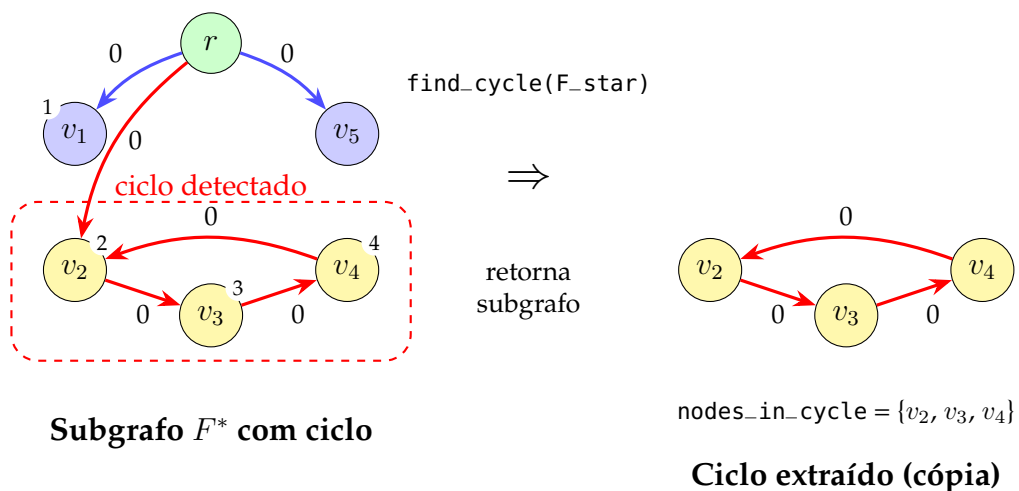 r
0
0
find_cycle(F_star)
1
v₁
0
v₅
⇒
ciclo detectado
0
0
v₂
2
v₄
4
retorna
subgrafo
v₂
v₄
0
v₃
3
0
0
v₃
0
nodes_in_cycle = {v₂, v₃, v₄}
Subgrafo F* com ciclo
Ciclo extraído (cópia)